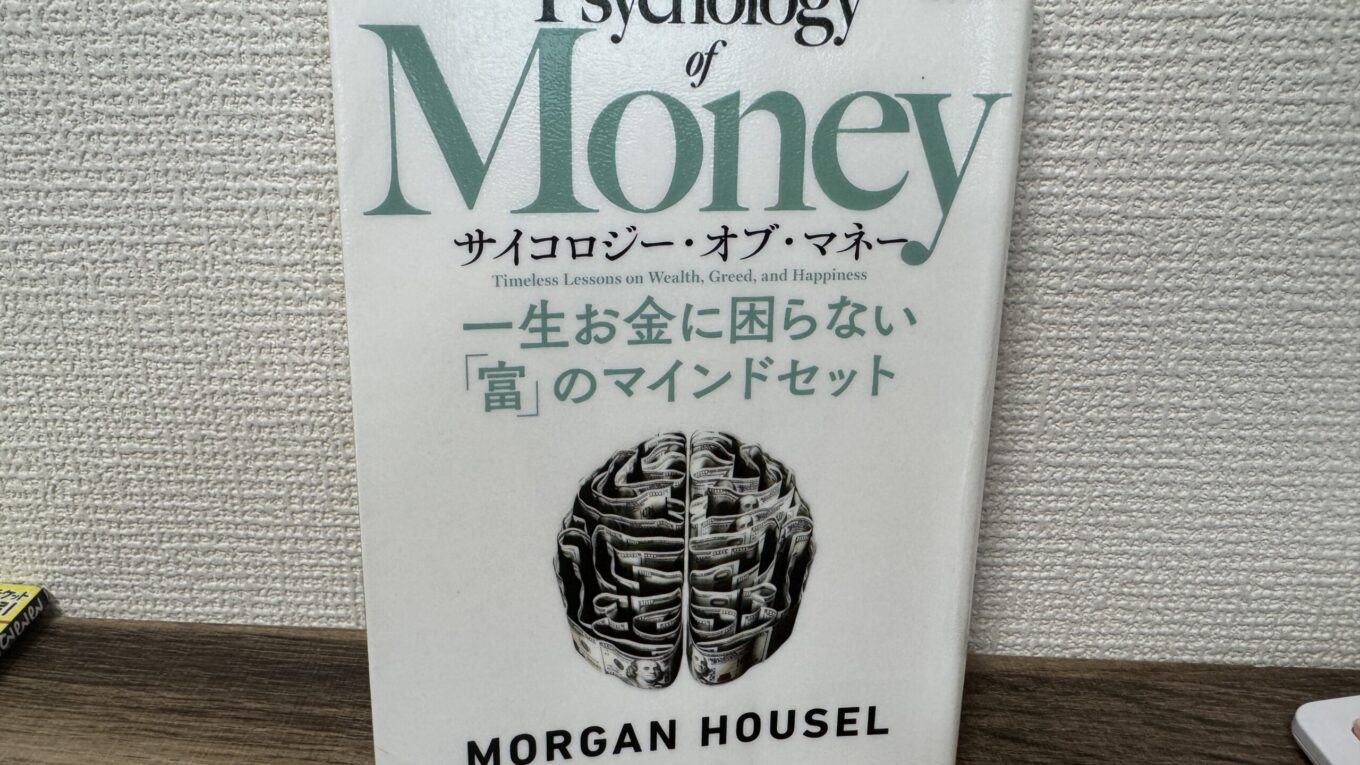 Psychology
of
Money
サイコロジー・オブ・マネー
Timeless Lessons on Wealth, Greed, and Happiness
一生お金に困らない
「富」のマインドセット
MORGAN HOUSEL